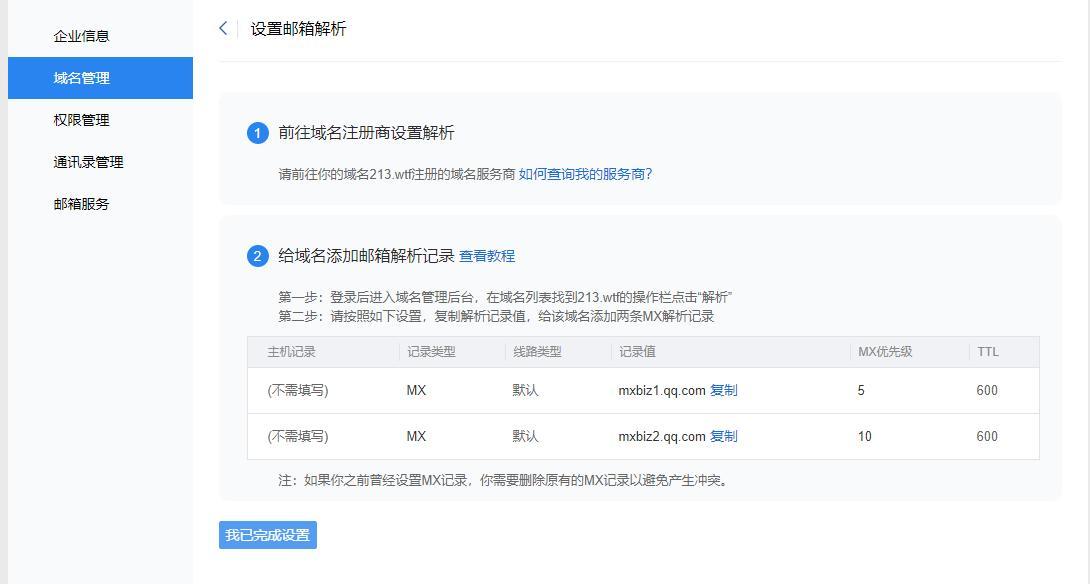 设置邮箱解析
企业信息
域名管理
权限管理
通讯录管理
邮箱服务
1 前往域名注册商设置解析
请前往你的域名213.wtf注册的域名服务商 如何查询我的服务商?
2 给域名添加邮箱解析记录 查看教程
第一步：登录后进入域名管理后台，在域名列表找到213.wtf的操作栏点击“解析”
第二步：请按照如下设置，复制解析记录值，给该域名添加两条MX解析记录
主机记录 记录类型 线路类型 记录值 MX优先级 TTL
(不需填写) MX 默认 mxbiz1.qq.com 复制 5 600
(不需填写) MX 默认 mxbiz2.qq.com 复制 10 600
注：如果你之前曾经设置MX记录，你需要删除原有的MX记录以避免产生冲突。
我已完成设置